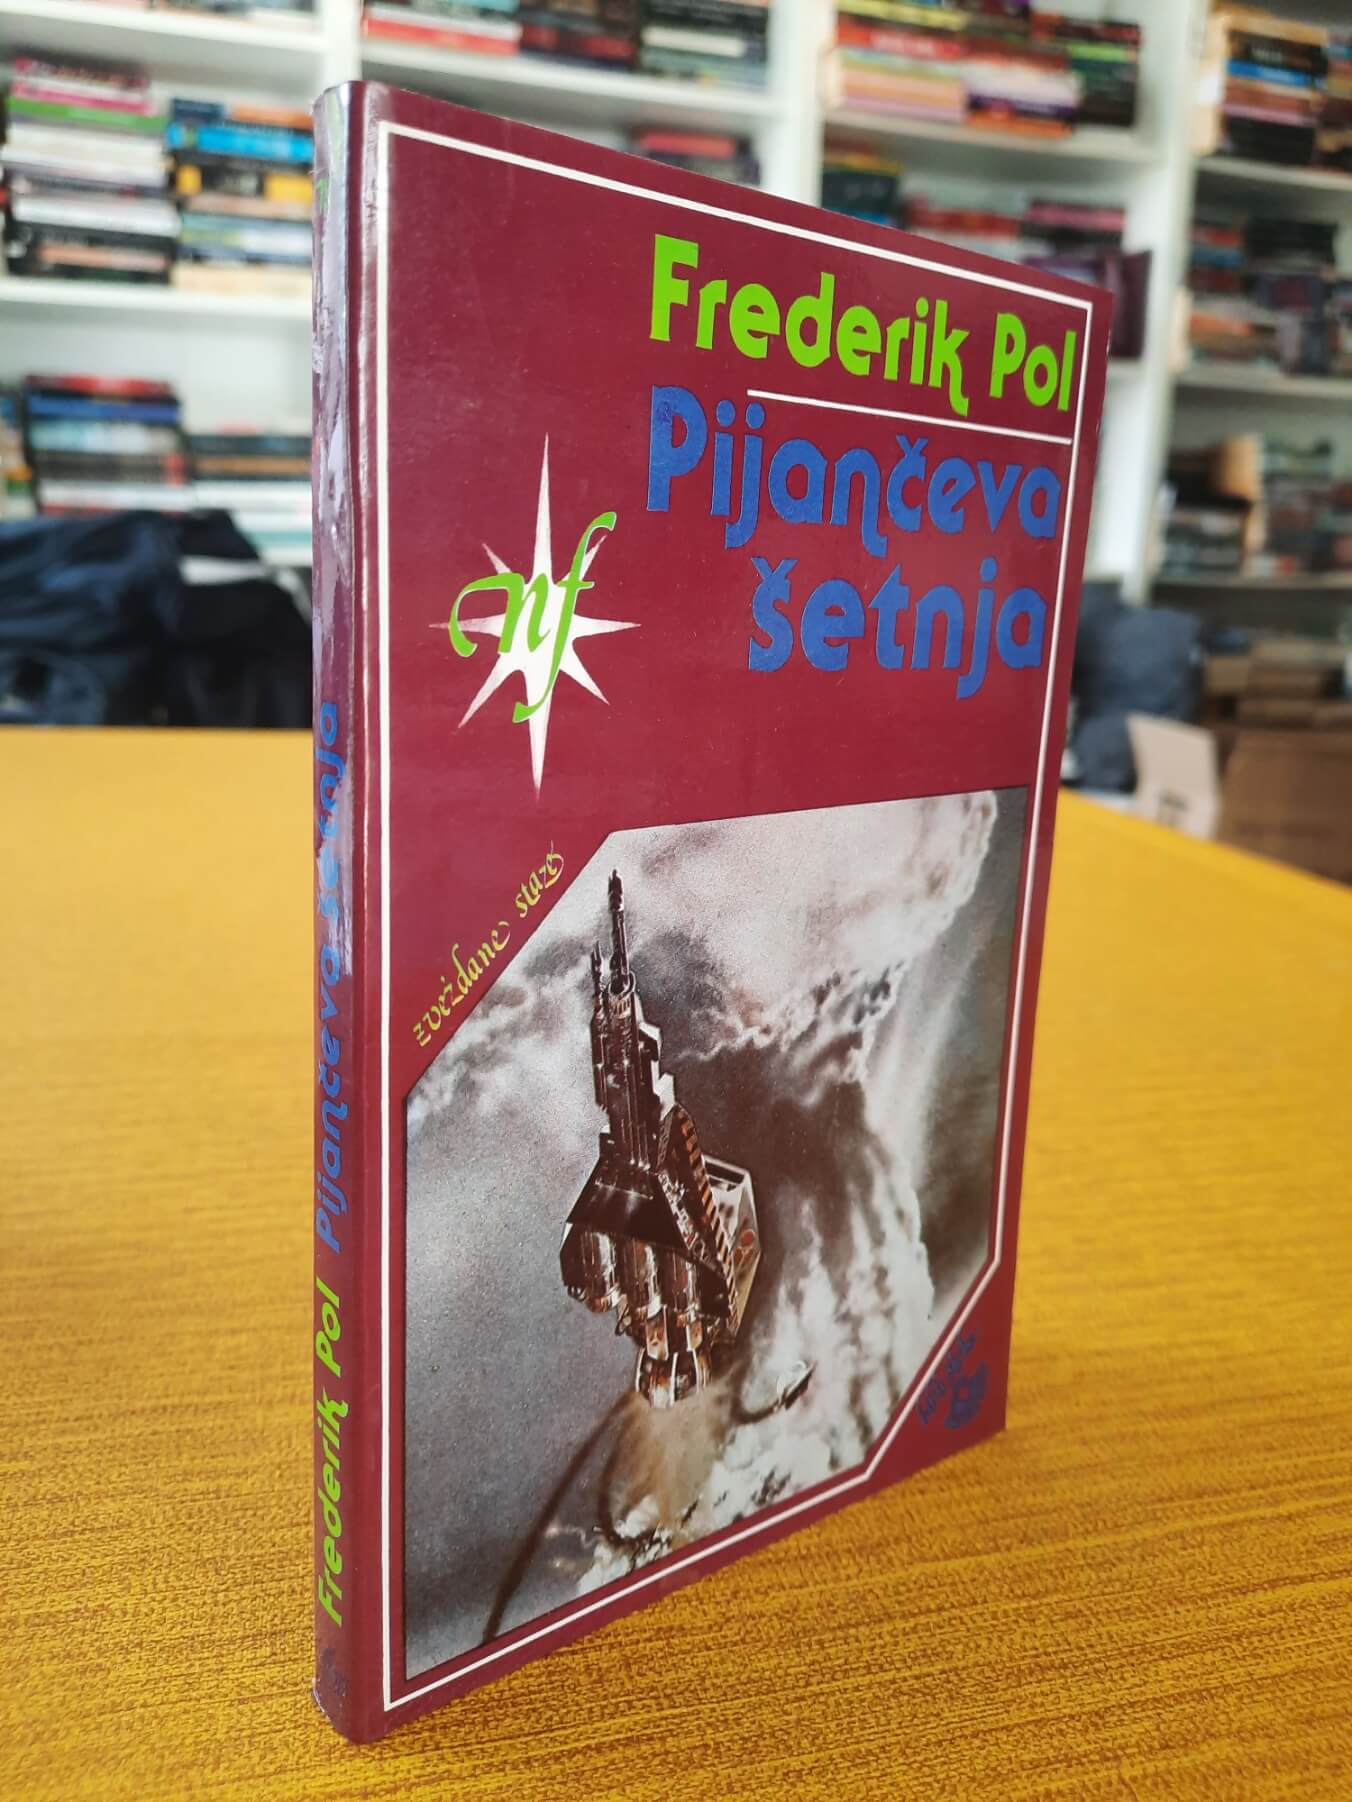 Frederik Pol
Pijančeva
šetnja
nf
zvezdane staze
Frederik Pol Pijančeva šetnja